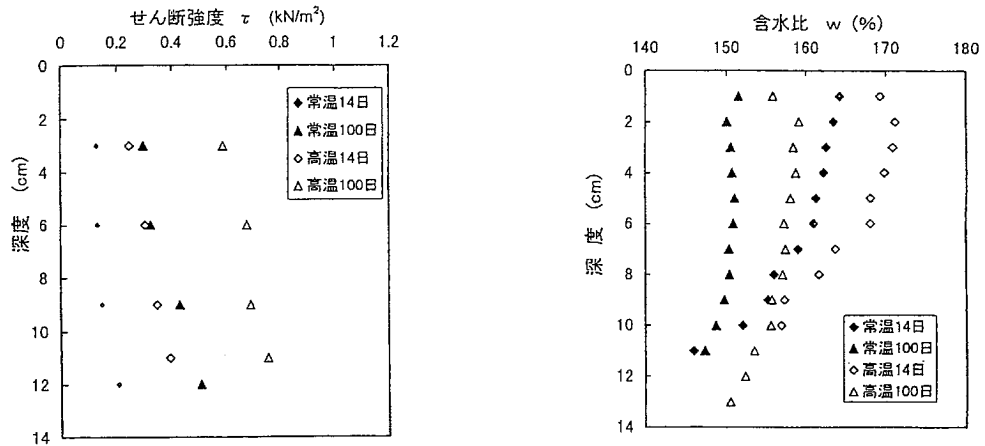 せん断強度 τ (kN/m²)
0 0.2 0.4 0.6 0.8 1 1.2
深度 (cm)
0
2
4
6
8
10
12
14
◆常温14日
▲常温100日
◇高温14日
△高温100日
含水比 w (%)
140 150 160 170 180
深度 (cm)
0
2
4
6
8
10
12
14
◆常温14日
▲常温100日
◇高温14日
△高温100日